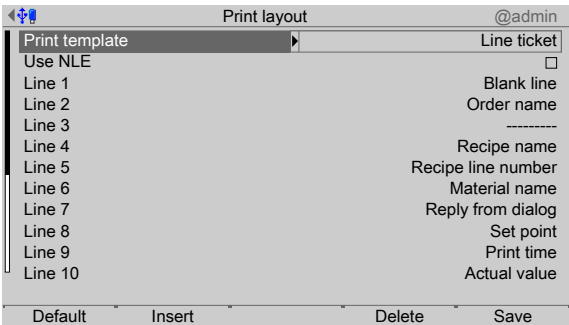 Print layout @admin
Print template Line ticket
Use NLE
Line 1 Blank line
Line 2 Order name
Line 3 ---------
Line 4 Recipe name
Line 5 Recipe line number
Line 6 Material name
Line 7 Reply from dialog
Line 8 Set point
Line 9 Print time
Line 10 Actual value
Default Insert Delete Save